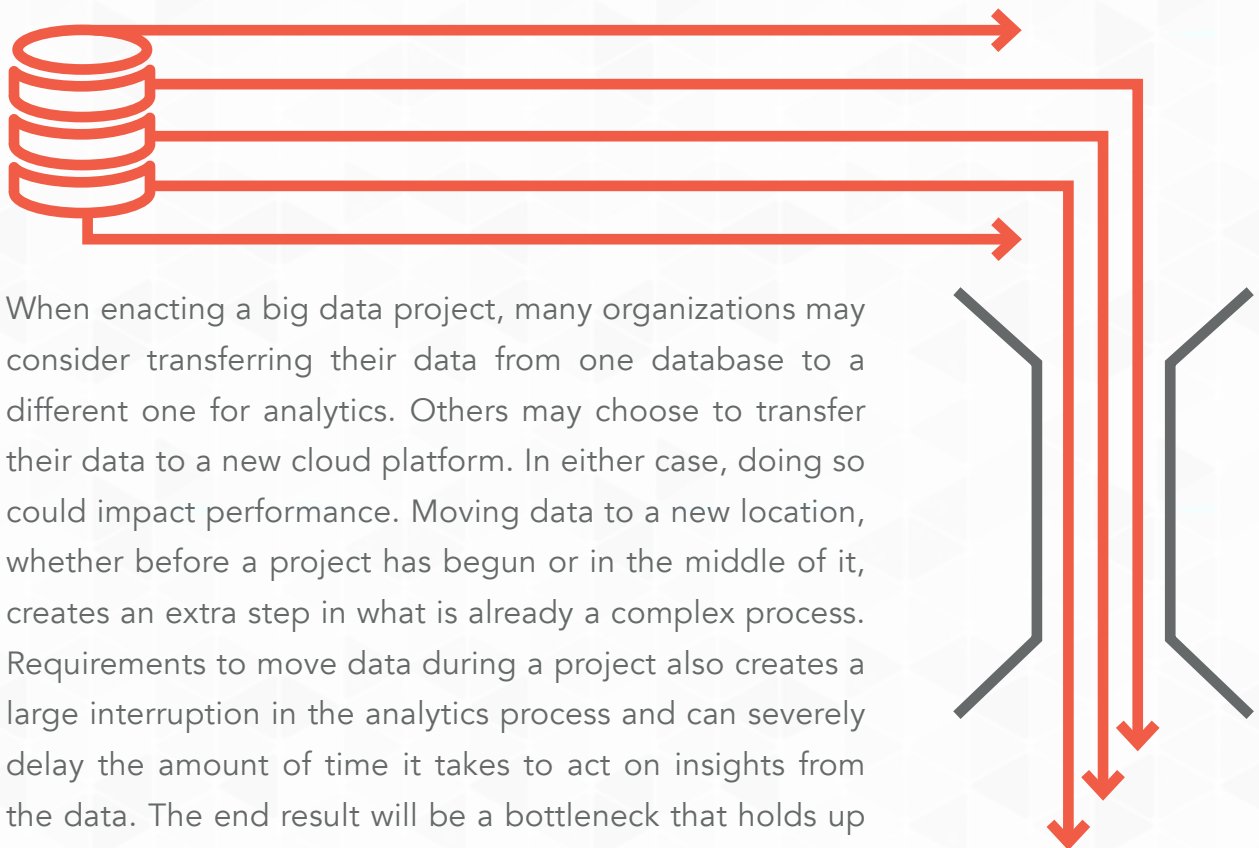 When enacting a big data project, many organizations may
consider transferring their data from one database to a
different one for analytics. Others may choose to transfer
their data to a new cloud platform. In either case, doing so
could impact performance. Moving data to a new location,
whether before a project has begun or in the middle of it,
creates an extra step in what is already a complex process.
Requirements to move data during a project also creates a
large interruption in the analytics process and can severely
delay the amount of time it takes to act on insights from
the data. The end result will be a bottleneck that holds up